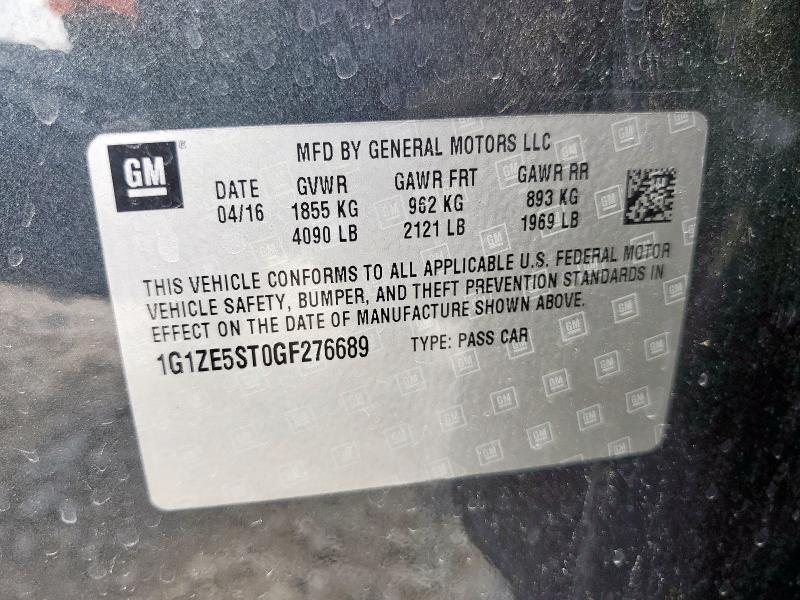 GM
MFD BY GENERAL MOTORS LLC
DATE GVWR GAWR FRT GAWR RR
04/16 1855 KG 962 KG 893 KG
4090 LB 2121 LB 1969 LB
THIS VEHICLE CONFORMS TO ALL APPLICABLE U.S. FEDERAL MOTOR
VEHICLE SAFETY, BUMPER, AND THEFT PREVENTION STANDARDS IN
EFFECT ON THE DATE OF MANUFACTURE SHOWN ABOVE.
1G1ZE5ST0GF276689 TYPE: PASS CAR